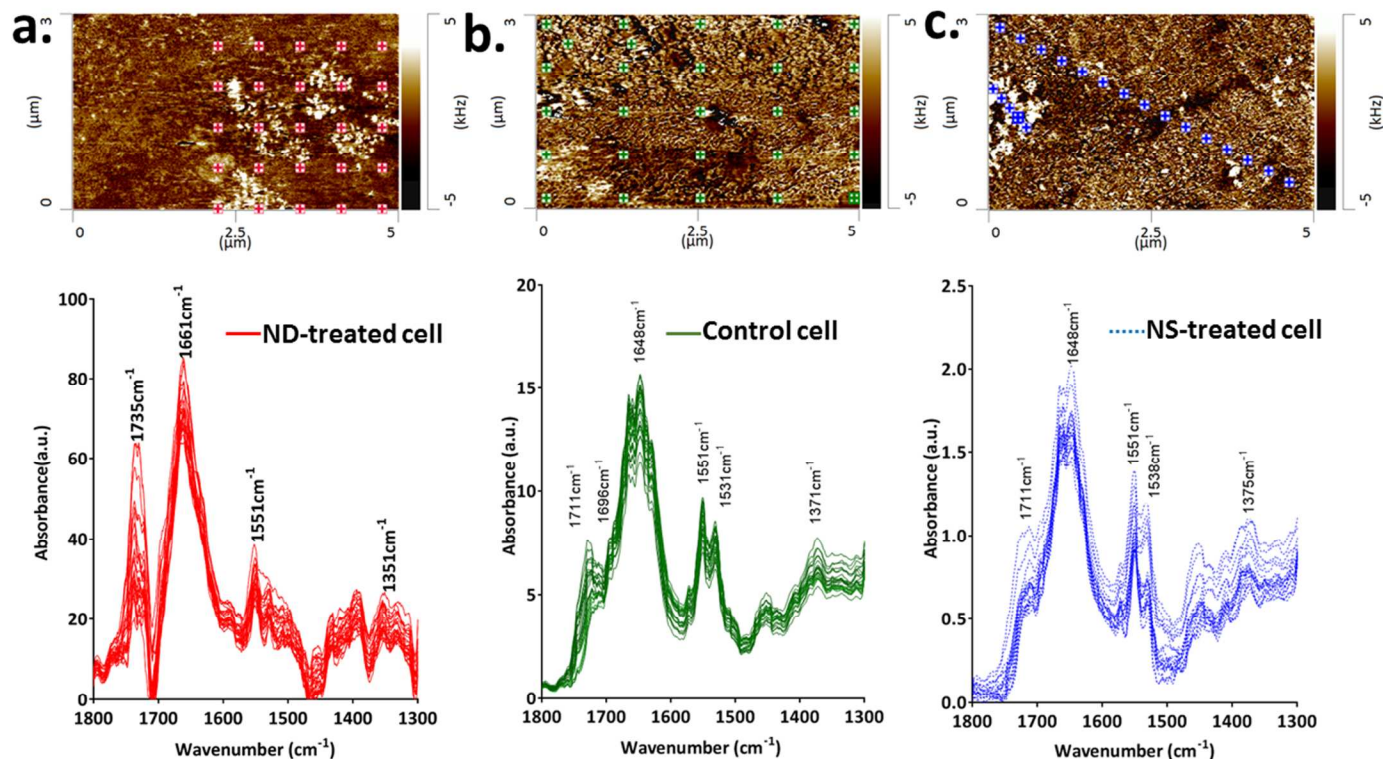 a.
3
(µm)
0
0
2.5
(µm)
5
5
(kHz)
-5
b.
3
(µm)
0
0
2.5
(µm)
5
5
(kHz)
-5
c.
3
(µm)
0
0
2.5
(µm)
5
5
(kHz)
-5
100
80
60
40
20
0
Absorbance(a.u.)
1735cm⁻¹
1661cm⁻¹
1551cm⁻¹
1351cm⁻¹
ND-treated cell
1800 1700 1600 1500 1400 1300
Wavenumber (cm⁻¹)
20
15
10
5
0
Absorbance (a.u.)
1711cm⁻¹
1696cm⁻¹
1648cm⁻¹
1551cm⁻¹
1531cm⁻¹
1371cm⁻¹
Control cell
1800 1700 1600 1500 1400 1300
Wavenumber (cm⁻¹)
2.5
2.0
1.5
1.0
0.5
0.0
Absorbance (a.u.)
1711cm⁻¹
1648cm⁻¹
1551cm⁻¹
1538cm⁻¹
1375cm⁻¹
NS-treated cell
1800 1700 1600 1500 1400 1300
Wavenumber (cm⁻¹)